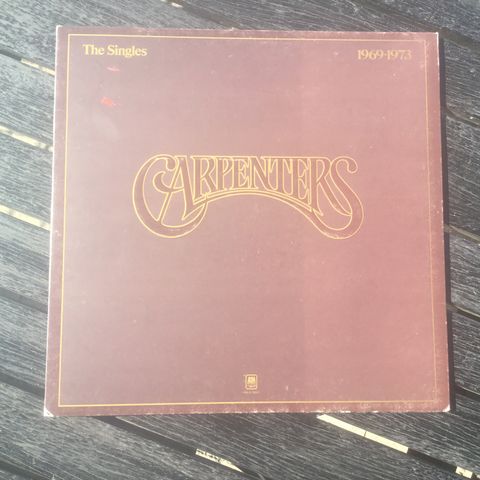 The Singles
1969-1973
CARPENTERS
A&M